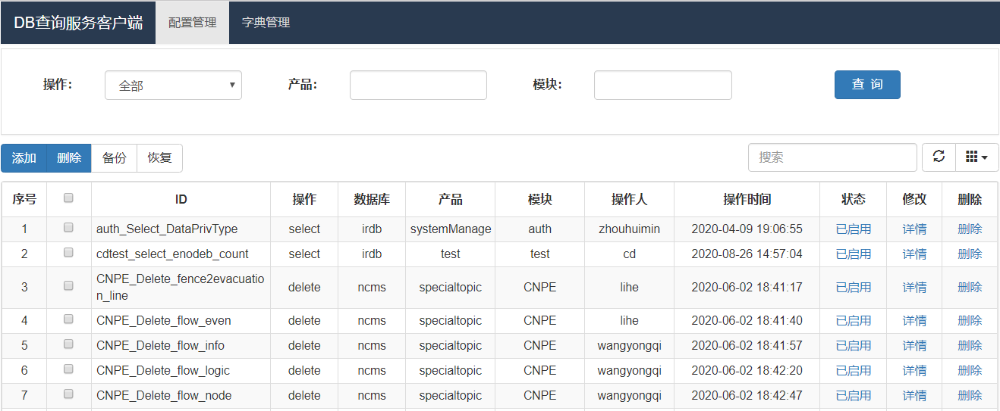 DB查询服务客户端 配置管理 字典管理
操作： 全部 产品： 模块： 查 询
添加 删除 备份 恢复 搜索
序号 ID 操作 数据库 产品 模块 操作人 操作时间 状态 修改 删除
1 auth_Select_DataPrivType select irdb systemManage auth zhouhuimin 2020-04-09 19:06:55 已启用 详情 删除
2 cdtest_select_enodeb_count select irdb test test cd 2020-08-26 14:57:04 已启用 详情 删除
3 CNPE_Delete_fence2evacuatio
n_line delete ncms specialtopic CNPE lihe 2020-06-02 18:41:17 已启用 详情 删除
4 CNPE_Delete_flow_even delete ncms specialtopic CNPE lihe 2020-06-02 18:41:40 已启用 详情 删除
5 CNPE_Delete_flow_info delete ncms specialtopic CNPE wangyongqi 2020-06-02 18:41:57 已启用 详情 删除
6 CNPE_Delete_flow_logic delete ncms specialtopic CNPE wangyongqi 2020-06-02 18:42:20 已启用 详情 删除
7 CNPE_Delete_flow_node delete ncms specialtopic CNPE wangyongqi 2020-06-02 18:42:47 已启用 详情 删除